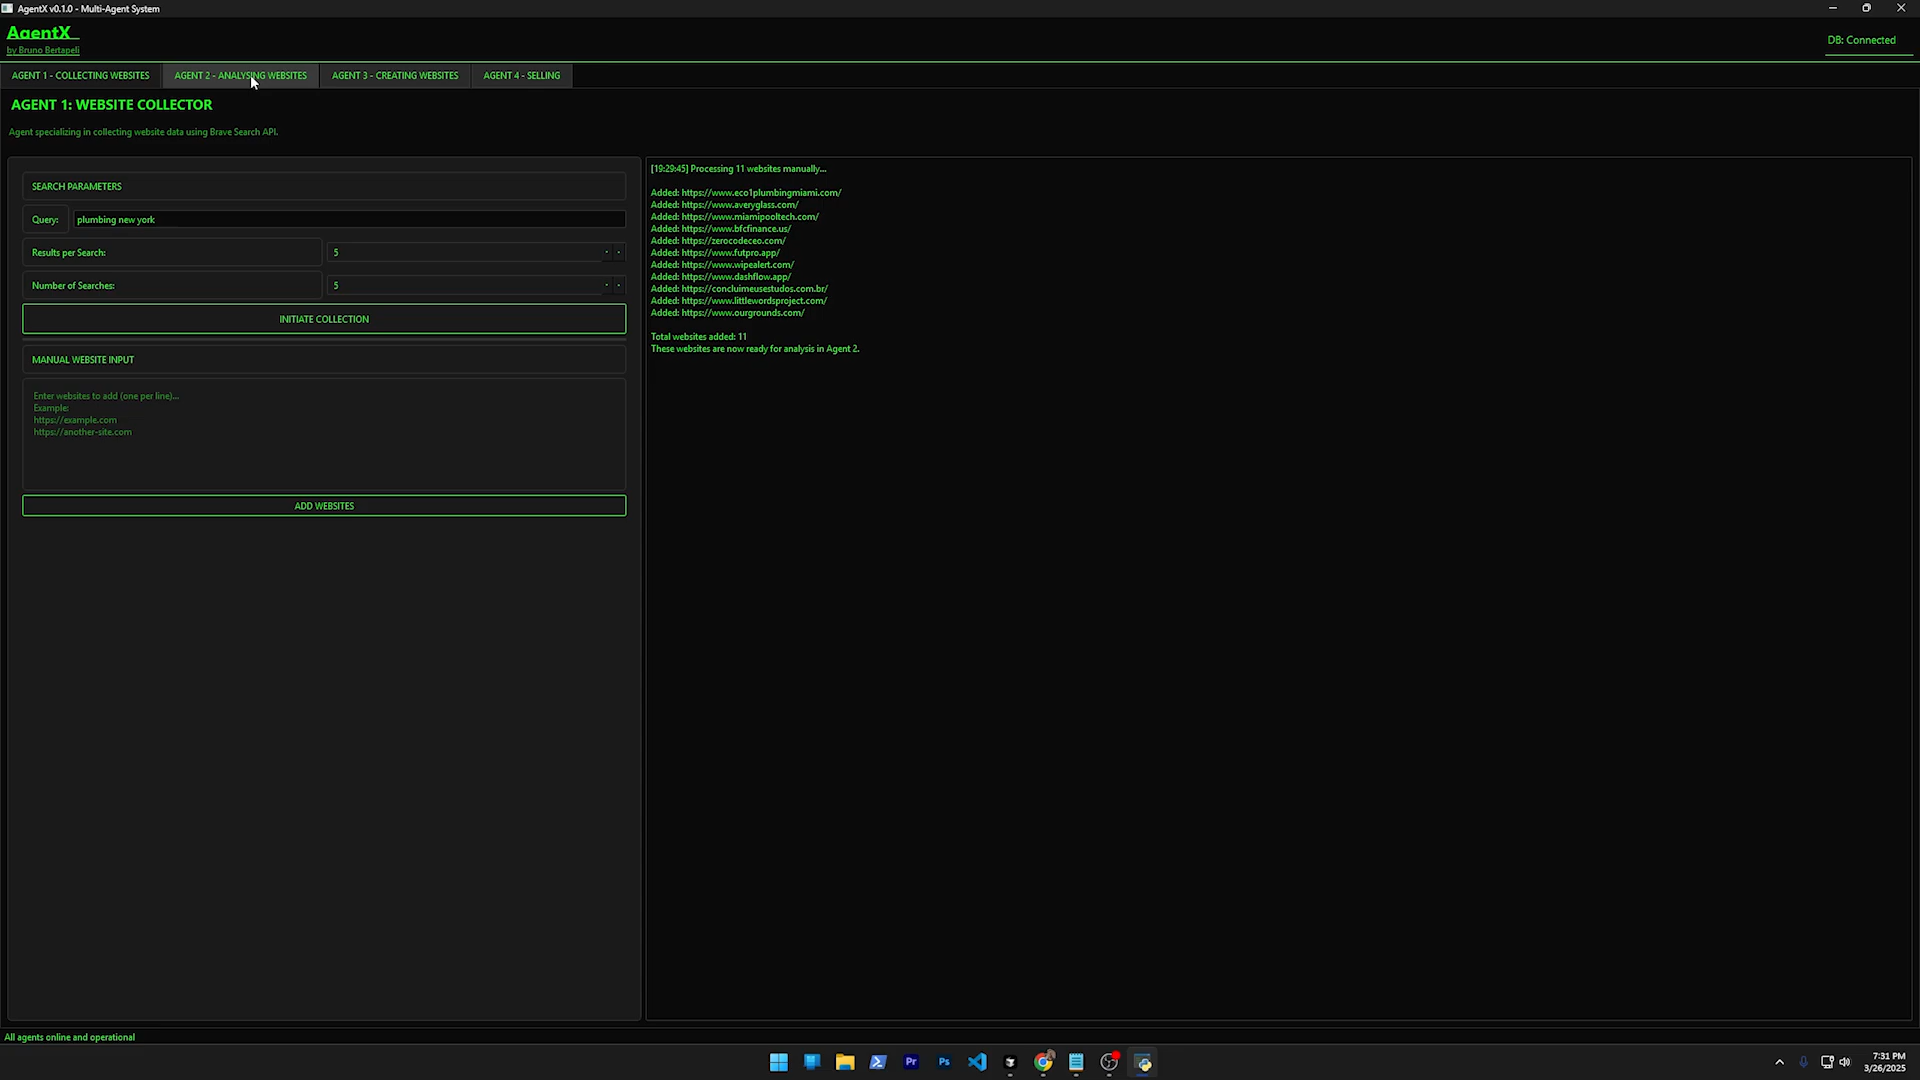 AgentX v0.1.0 - Multi-Agent System
AgentX_
by Bruno Bertapeli
DB: Connected
AGENT 1 - COLLECTING WEBSITES
AGENT 2 - ANALYSING WEBSITES
AGENT 3 - CREATING WEBSITES
AGENT 4 - SELLING
AGENT 1: WEBSITE COLLECTOR
Agent specializing in collecting website data using Brave Search API.
SEARCH PARAMETERS
Query: plumbing new york
Results per Search: 5
Number of Searches: 5
INITIATE COLLECTION
MANUAL WEBSITE INPUT
Enter websites to add (one per line)...
Example:
https://example.com
https://another-site.com
ADD WEBSITES
[19:29:45] Processing 11 websites manually...
Added: https://www.eco1plumbingmiami.com/
Added: https://www.averyglass.com/
Added: https://www.miamipooltech.com/
Added: https://www.bfcfinance.us/
Added: https://zerocodeceo.com/
Added: https://www.futpro.app/
Added: https://www.wipealert.com/
Added: https://www.dashflow.app/
Added: https://concluimeusestudos.com.br/
Added: https://www.littlewordsproject.com/
Added: https://www.ourgrounds.com/
Total websites added: 11
These websites are now ready for analysis in Agent 2.
All agents online and operational
Pr
Ps
7:31 PM
3/26/2025